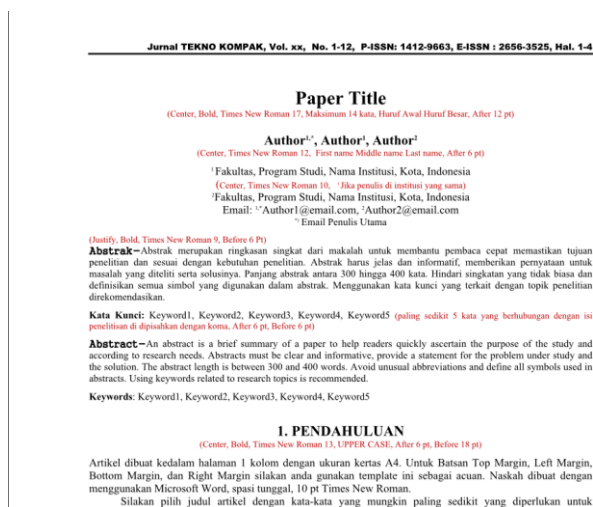 Jurnal TEKNO KOMPAK, Vol. xx, No. 1-12, P-ISSN: 1412-9663, E-ISSN : 2656-3525, Hal. 1-4
Paper Title
(Center, Bold, Times New Roman 17, Maksimum 14 kata, Huruf Awal Huruf Besar, After 12 pt)
Author1,*, Author1, Author2
(Center, Times New Roman 12, First name Middle name Last name, After 6 pt)
1 Fakultas, Program Studi, Nama Institusi, Kota, Indonesia
(Center, Times New Roman 10, 1Jika penulis di institusi yang sama)
2Fakultas, Program Studi, Nama Institusi, Kota, Indonesia
Email: 1,*Author1@email.com, 2Author2@email.com
*) Email Penulis Utama
(Justify, Bold, Times New Roman 9, Before 6 Pt)
Abstrak−Abstrak merupakan ringkasan singkat dari makalah untuk membantu pembaca cepat memastikan tujuan
penelitian dan sesuai dengan kebutuhan penelitian. Abstrak harus jelas dan informatif, memberikan pernyataan untuk
masalah yang diteliti serta solusinya. Panjang abstrak antara 300 hingga 400 kata. Hindari singkatan yang tidak biasa dan
definisikan semua simbol yang digunakan dalam abstrak. Menggunakan kata kunci yang terkait dengan topik penelitian
direkomendasikan.
Kata Kunci: Keyword1, Keyword2, Keyword3, Keyword4, Keyword5 (paling sedikit 5 kata yang berhubungan dengan isi
penelitisan di dipisahkan dengan koma, After 6 pt, Before 6 pt)
Abstract−An abstract is a brief summary of a paper to help readers quickly ascertain the purpose of the study and
according to research needs. Abstracts must be clear and informative, provide a statement for the problem under study and
the solution. The abstract length is between 300 and 400 words. Avoid unusual abbreviations and define all symbols used in
abstracts. Using keywords related to research topics is recommended.
Keywords: Keyword1, Keyword2, Keyword3, Keyword4, Keyword5
1. PENDAHULUAN
(Center, Bold, Times New Roman 13, UPPER CASE, After 6 pt, Before 18 pt)
Artikel dibuat kedalam halaman 1 kolom dengan ukuran kertas A4. Untuk Batsan Top Margin, Left Margin,
Bottom Margin, dan Right Margin silakan anda gunakan template ini sebagai acuan. Naskah dibuat dengan
menggunakan Microsoft Word, spasi tunggal, 10 pt Times New Roman.
Silakan pilih judul artikel dengan kata-kata yang mungkin paling sedikit yang diperlukan untuk